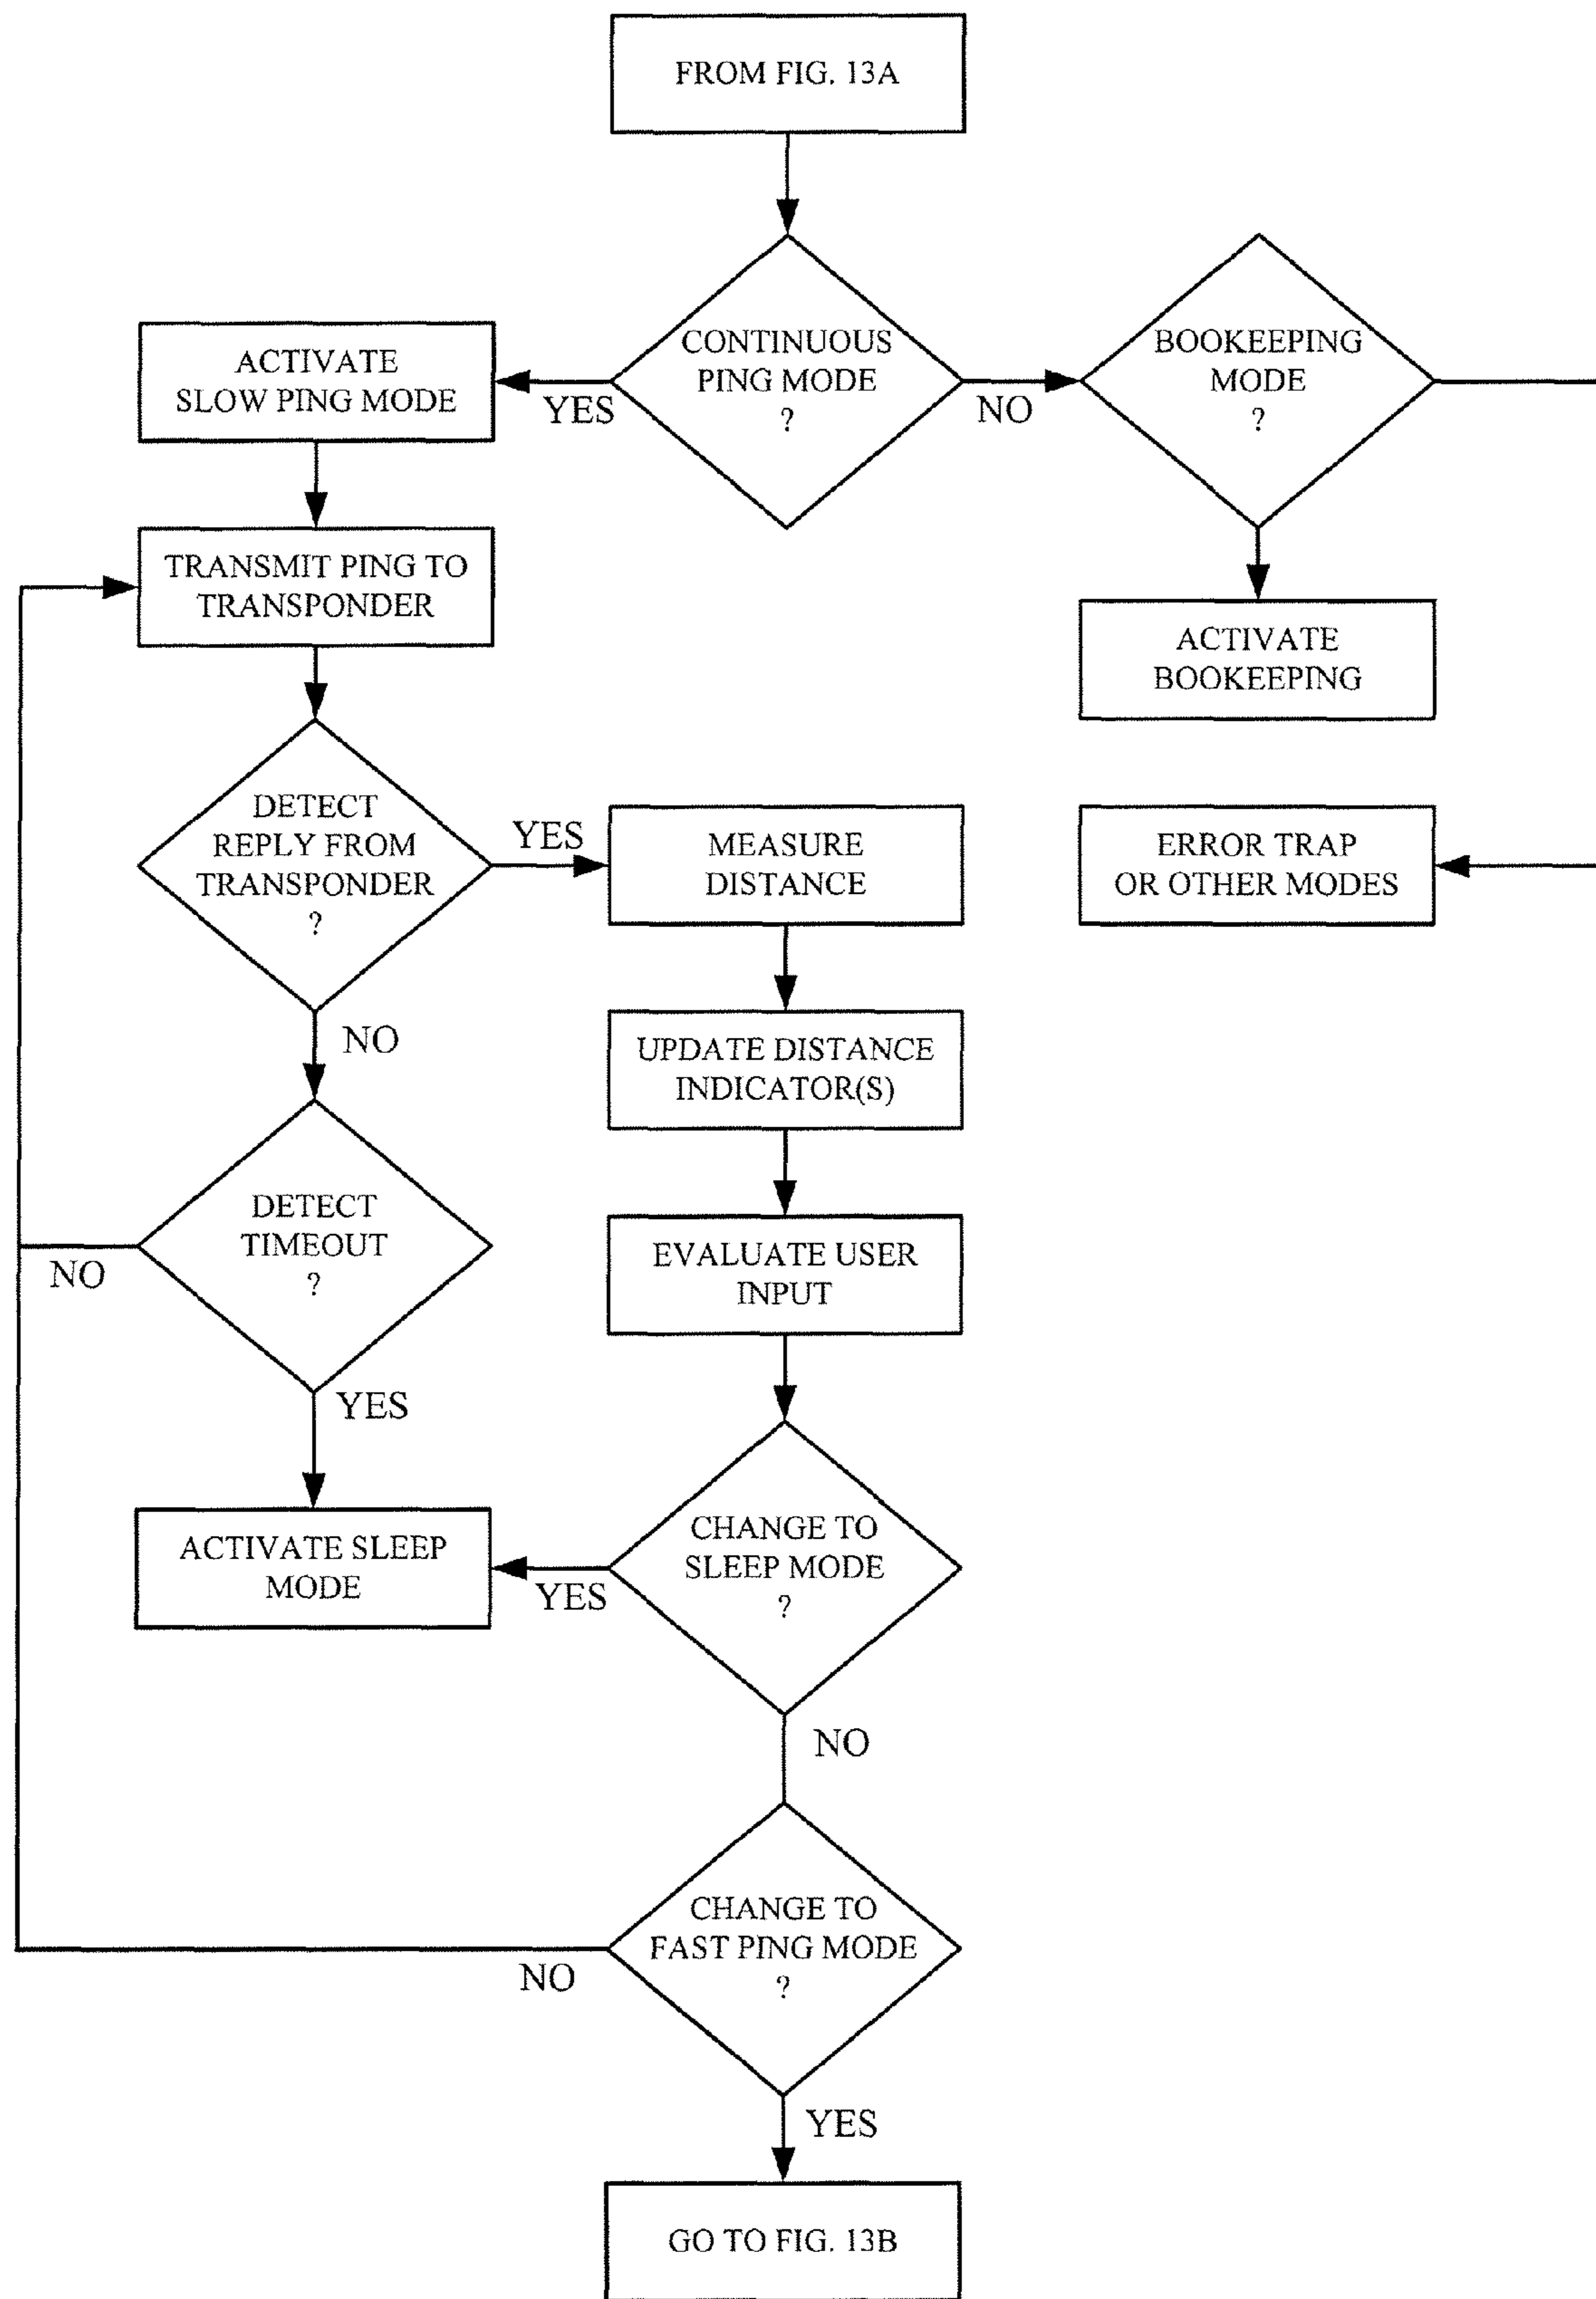 FROM FIG. 13A
CONTINUOUS
PING MODE
?
YES
NO
BOOKEEPING
MODE
?
ACTIVATE
SLOW PING MODE
TRANSMIT PING TO
TRANSPONDER
ACTIVATE
BOOKEEPING
DETECT
REPLY FROM
TRANSPONDER
?
YES
NO
MEASURE
DISTANCE
ERROR TRAP
OR OTHER MODES
UPDATE DISTANCE
INDICATOR(S)
DETECT
TIMEOUT
?
NO
YES
EVALUATE USER
INPUT
ACTIVATE SLEEP
MODE
CHANGE TO
SLEEP MODE
?
YES
NO
CHANGE TO
FAST PING MODE
?
NO
YES
GO TO FIG. 13B